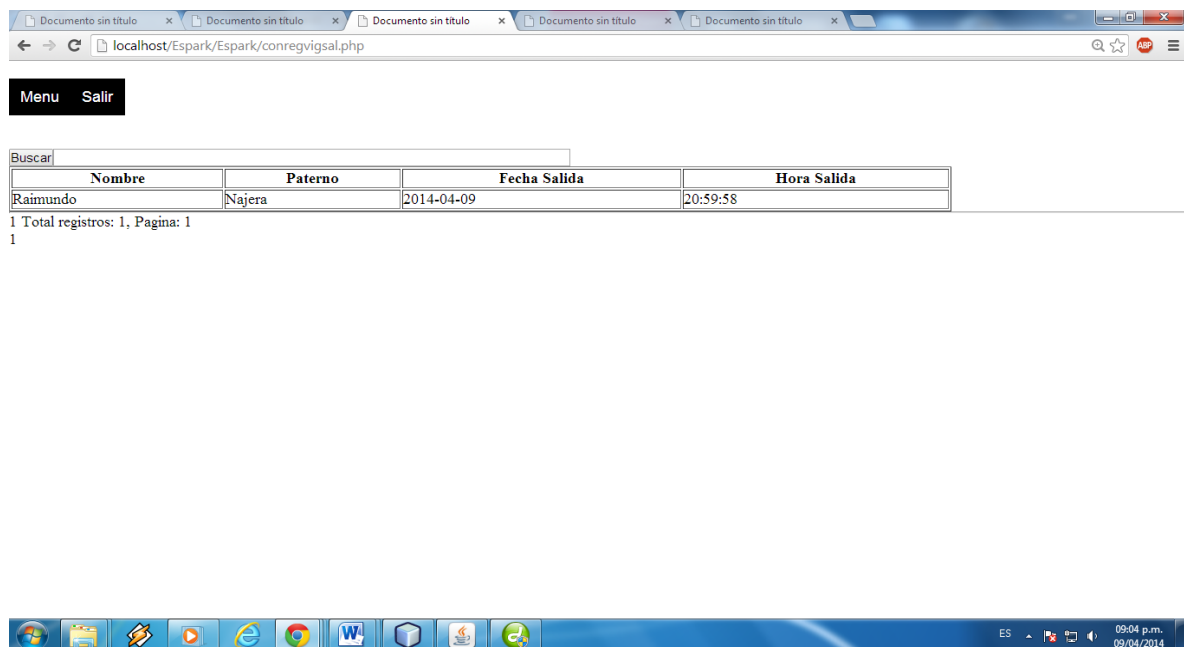 Documento sin título Documento sin título Documento sin título Documento sin título Documento sin título
localhost/Espark/Espark/conregvigsal.php ABP
Menu Salir
Buscar
Nombre Paterno Fecha Salida Hora Salida
Raimundo Najera 2014-04-09 20:59:58
1 Total registros: 1, Pagina: 1
1
W
ES 09:04 p.m.
09/04/2014